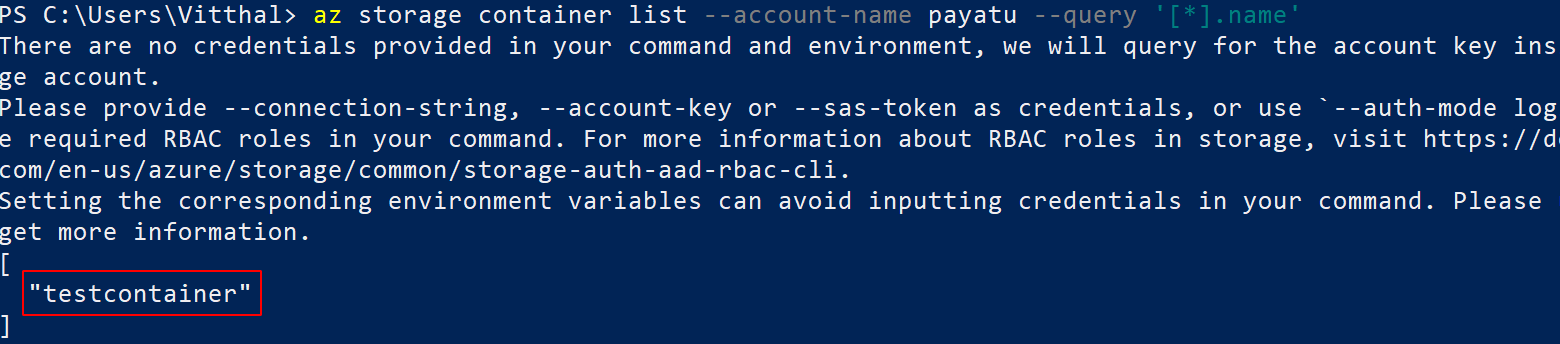 PS C:\Users\Vitthal> az storage container list --account-name payatu --query '[*].name'
There are no credentials provided in your command and environment, we will query for the account key ins
ge account.
Please provide --connection-string, --account-key or --sas-token as credentials, or use `--auth-mode log
e required RBAC roles in your command. For more information about RBAC roles in storage, visit https://do
com/en-us/azure/storage/common/storage-auth-aad-rbac-cli.
Setting the corresponding environment variables can avoid inputting credentials in your command. Please
get more information.
[
"testcontainer"
]